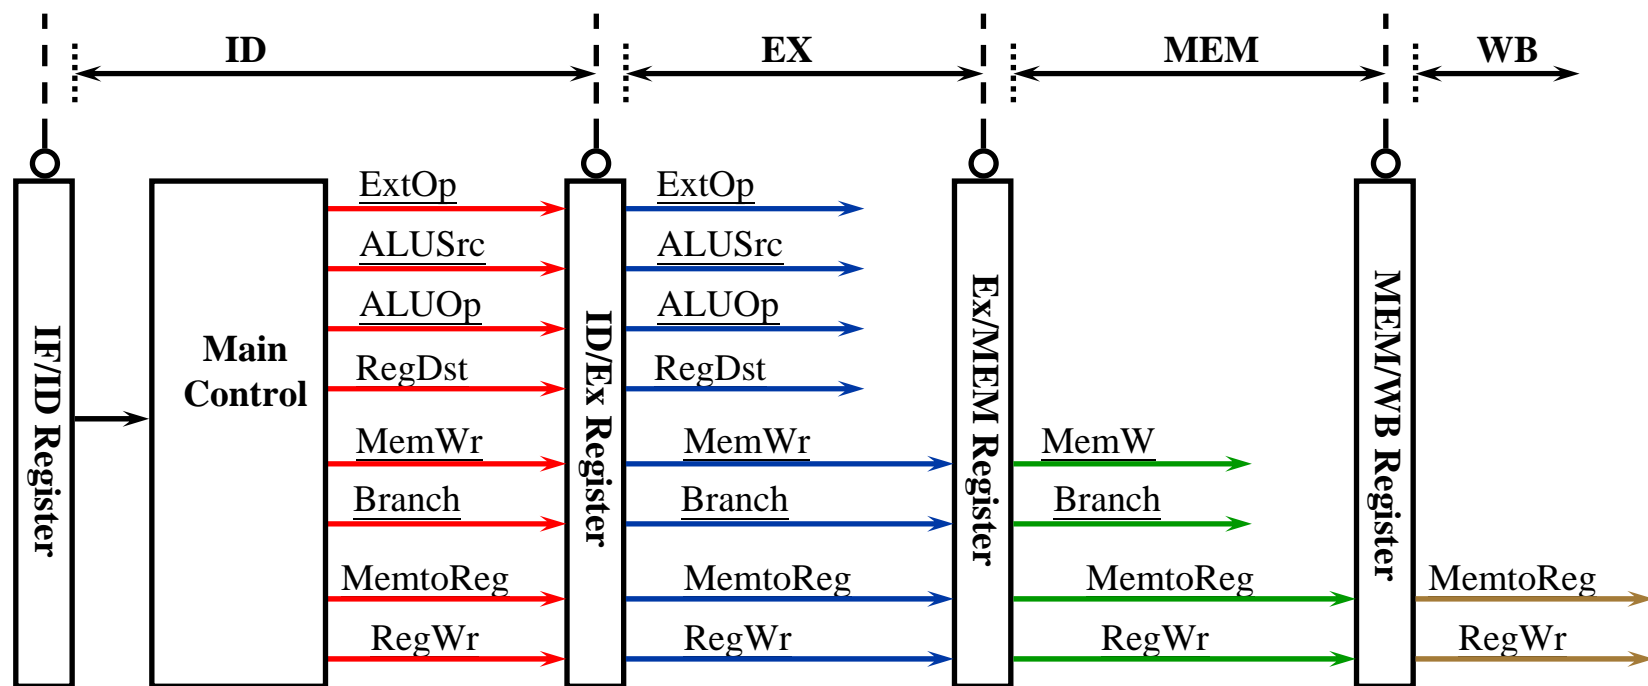 ID
EX
MEM
WB
IF/ID Register
Main
Control
ExtOp
ALUSrc
ALUOp
RegDst
MemWr
Branch
MemtoReg
RegWr
ID/Ex Register
ExtOp
ALUSrc
ALUOp
RegDst
MemWr
Branch
MemtoReg
RegWr
Ex/MEM Register
MemW
Branch
MemtoReg
RegWr
MEM/WB Register
MemtoReg
RegWr